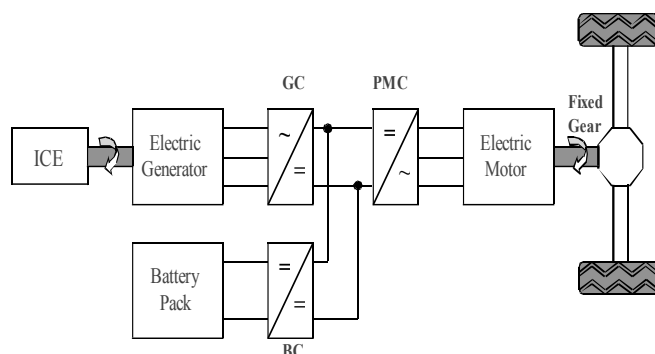 GC
PMC
Fixed
Gear
ICE
Electric
Generator
~
=
=
~
Electric
Motor
Battery
Pack
=
=
BC